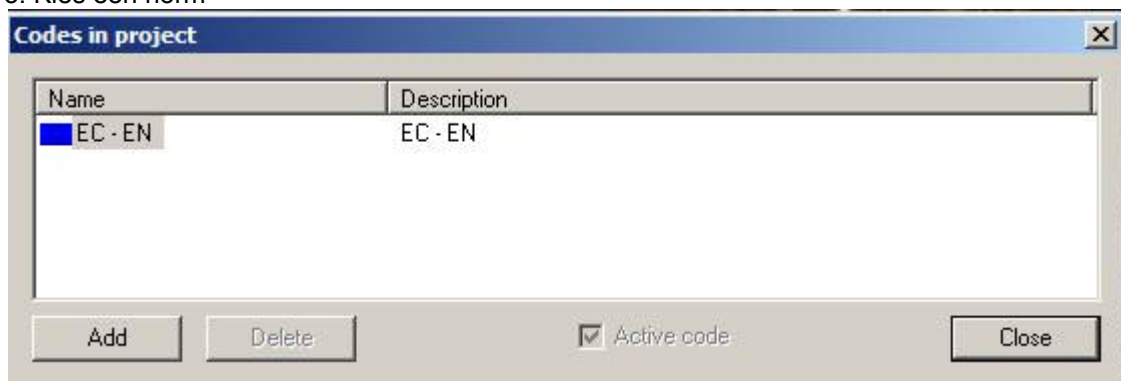 Codes in project
Name Description
EC - EN EC - EN
Add Delete Active code Close